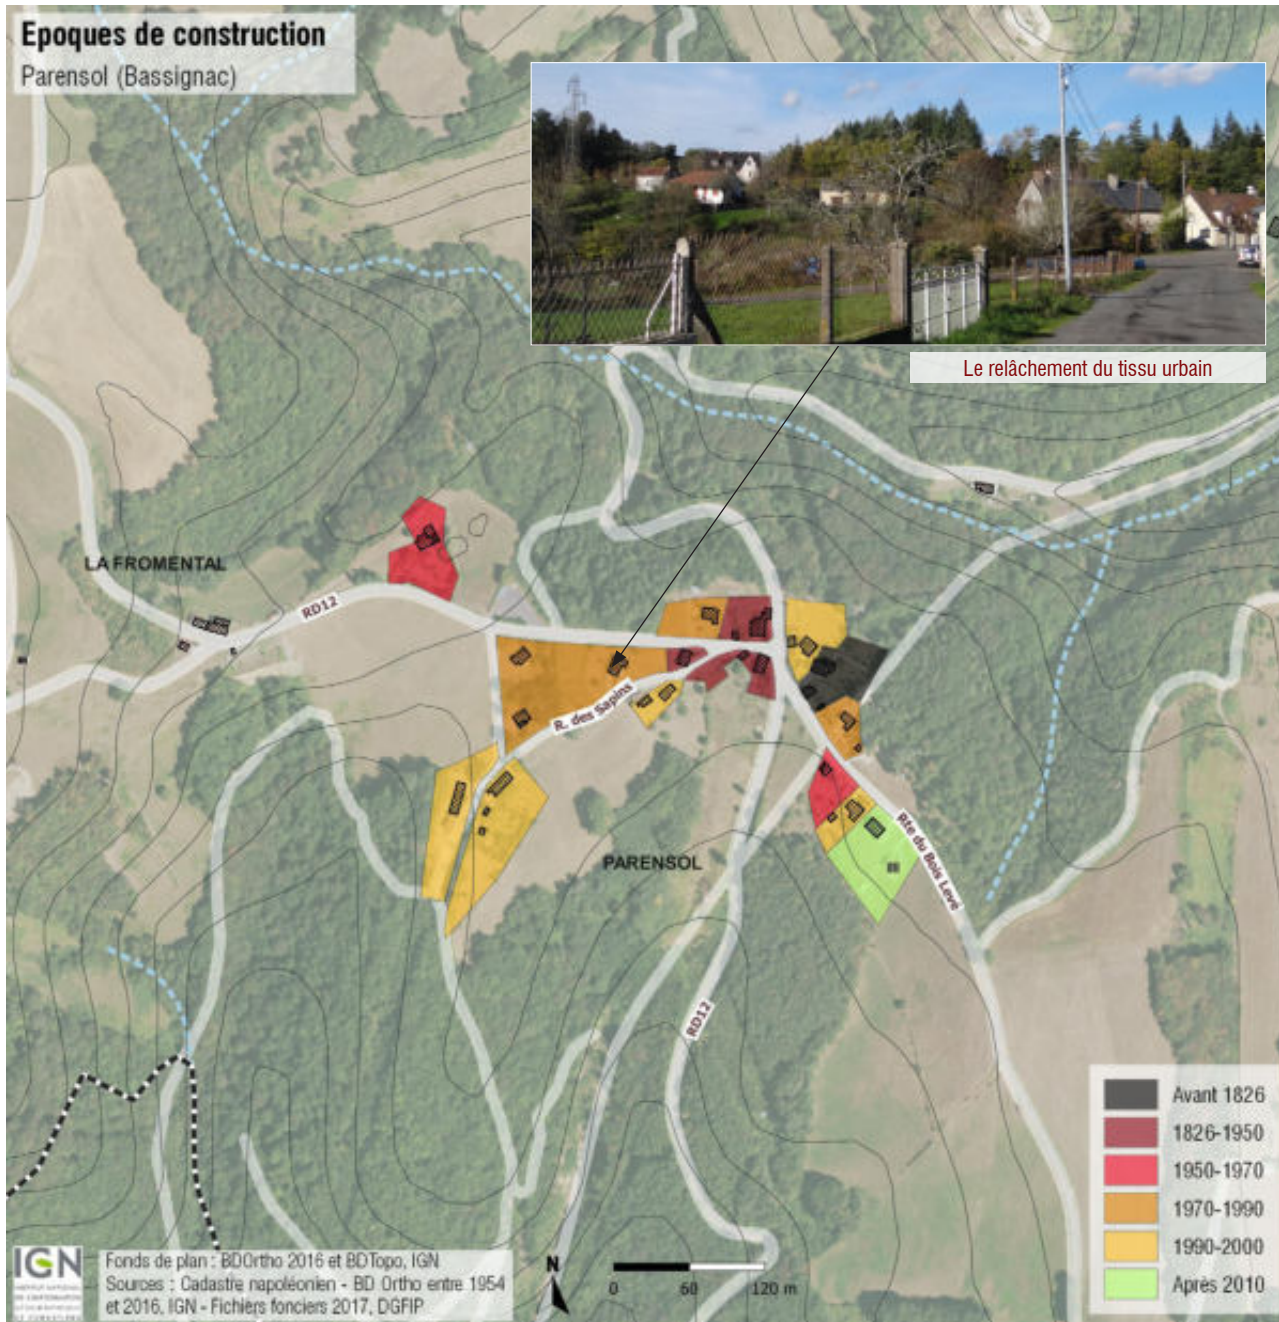 Epoques de construction
Parensol (Bassignac)
Le relâchement du tissu urbain
LA FROMENTAL
RD12
R. des Sapins
PARENSOL
Rte du Bois Levé
RD12
Avant 1826
1826-1950
1950-1970
1970-1990
1990-2000
Après 2010
IGN
Fonds de plan : BDOrtho 2016 et BDTopo, IGN
Sources : Cadastre napoléonien - BD Ortho entre 1954
et 2016, IGN - Fichiers fonciers 2017, DGFIP
N
0 60 120 m